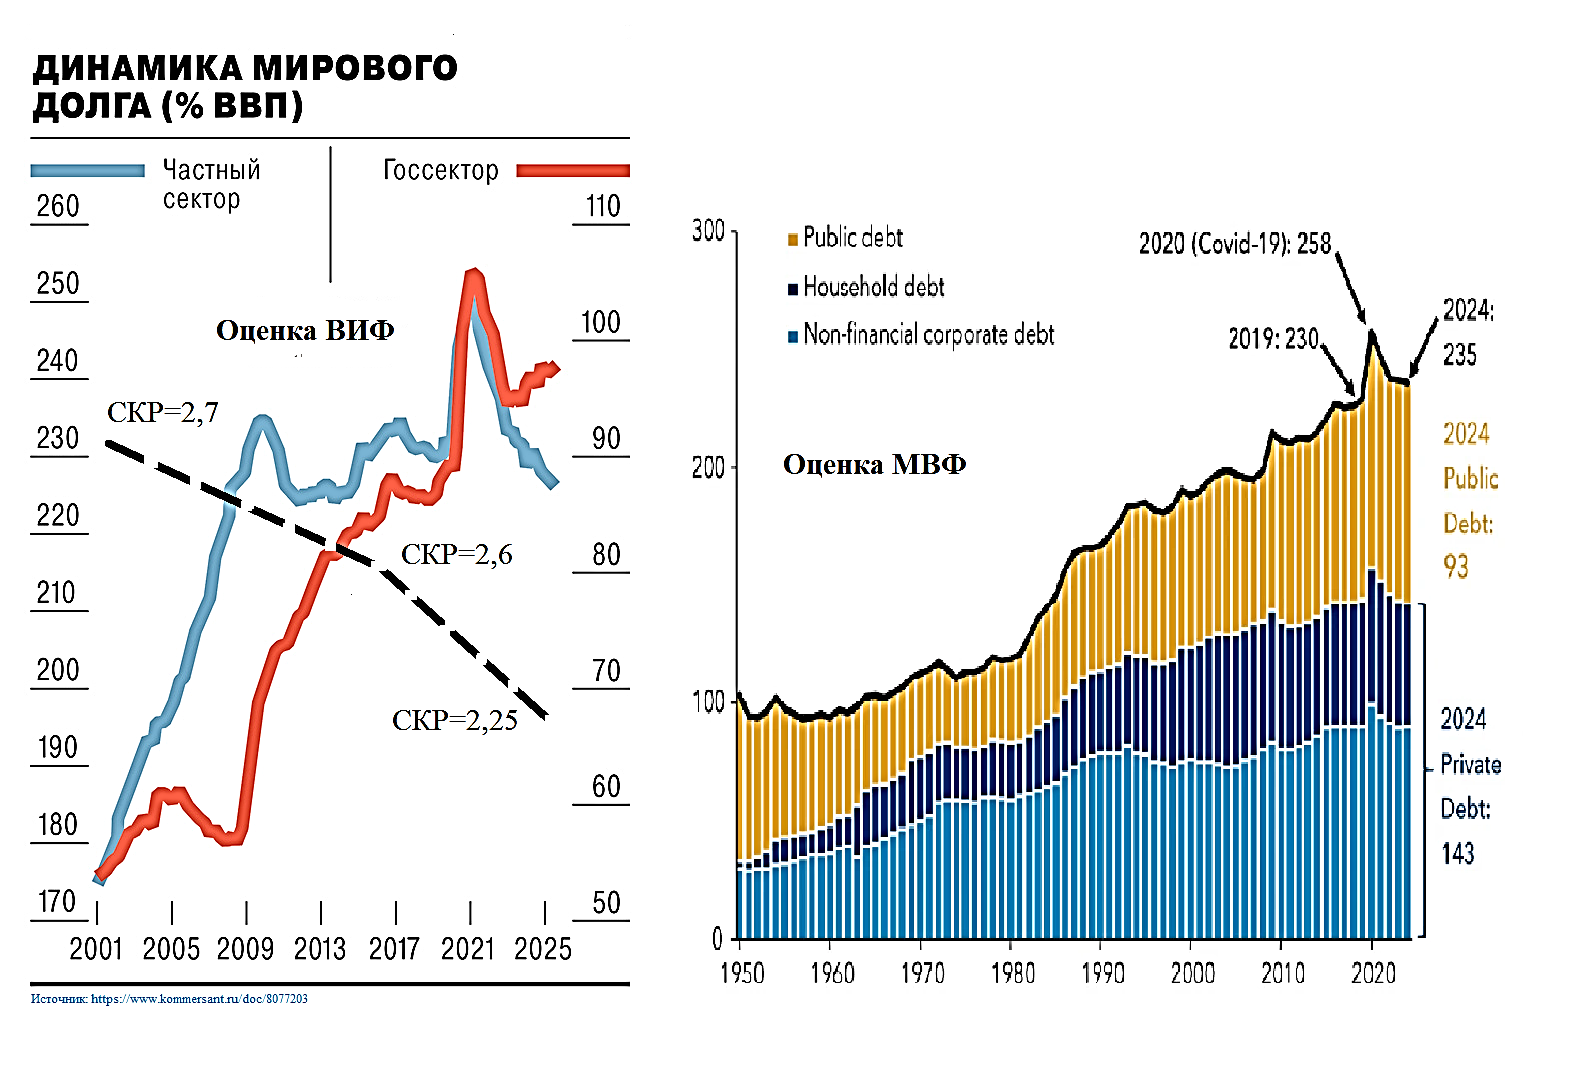 ДИНАМИКА МИРОВОГО
ДОЛГА (% ВВП)
Частный
сектор
Госсектор
260
250
240
230
220
210
200
190
180
170
110
100
90
80
70
60
50
Оценка ВИФ
СКР=2,7
СКР=2,6
СКР=2,25
2001 2005 2009 2013 2017 2021 2025
Источник: https://www.kommersant.ru/doc/8077203
300
200
100
0
Public debt
Household debt
Non-financial corporate debt
Оценка МВФ
2020 (Covid-19): 258
2019: 230
2024:
235
2024
Public
Debt:
93
2024
Private
Debt:
143
1950 1960 1970 1980 1990 2000 2010 2020